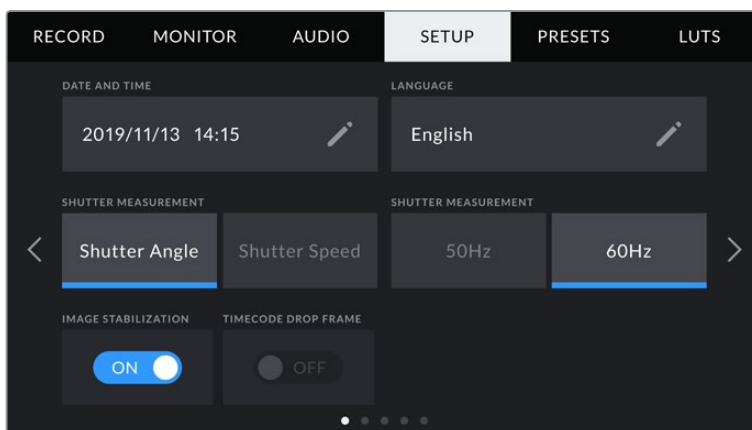 RECORD MONITOR AUDIO SETUP PRESETS LUTS
DATE AND TIME LANGUAGE
2019/11/13 14:15 English
SHUTTER MEASUREMENT SHUTTER MEASUREMENT
Shutter Angle Shutter Speed 50Hz 60Hz
IMAGE STABILIZATION TIMECODE DROP FRAME
ON OFF